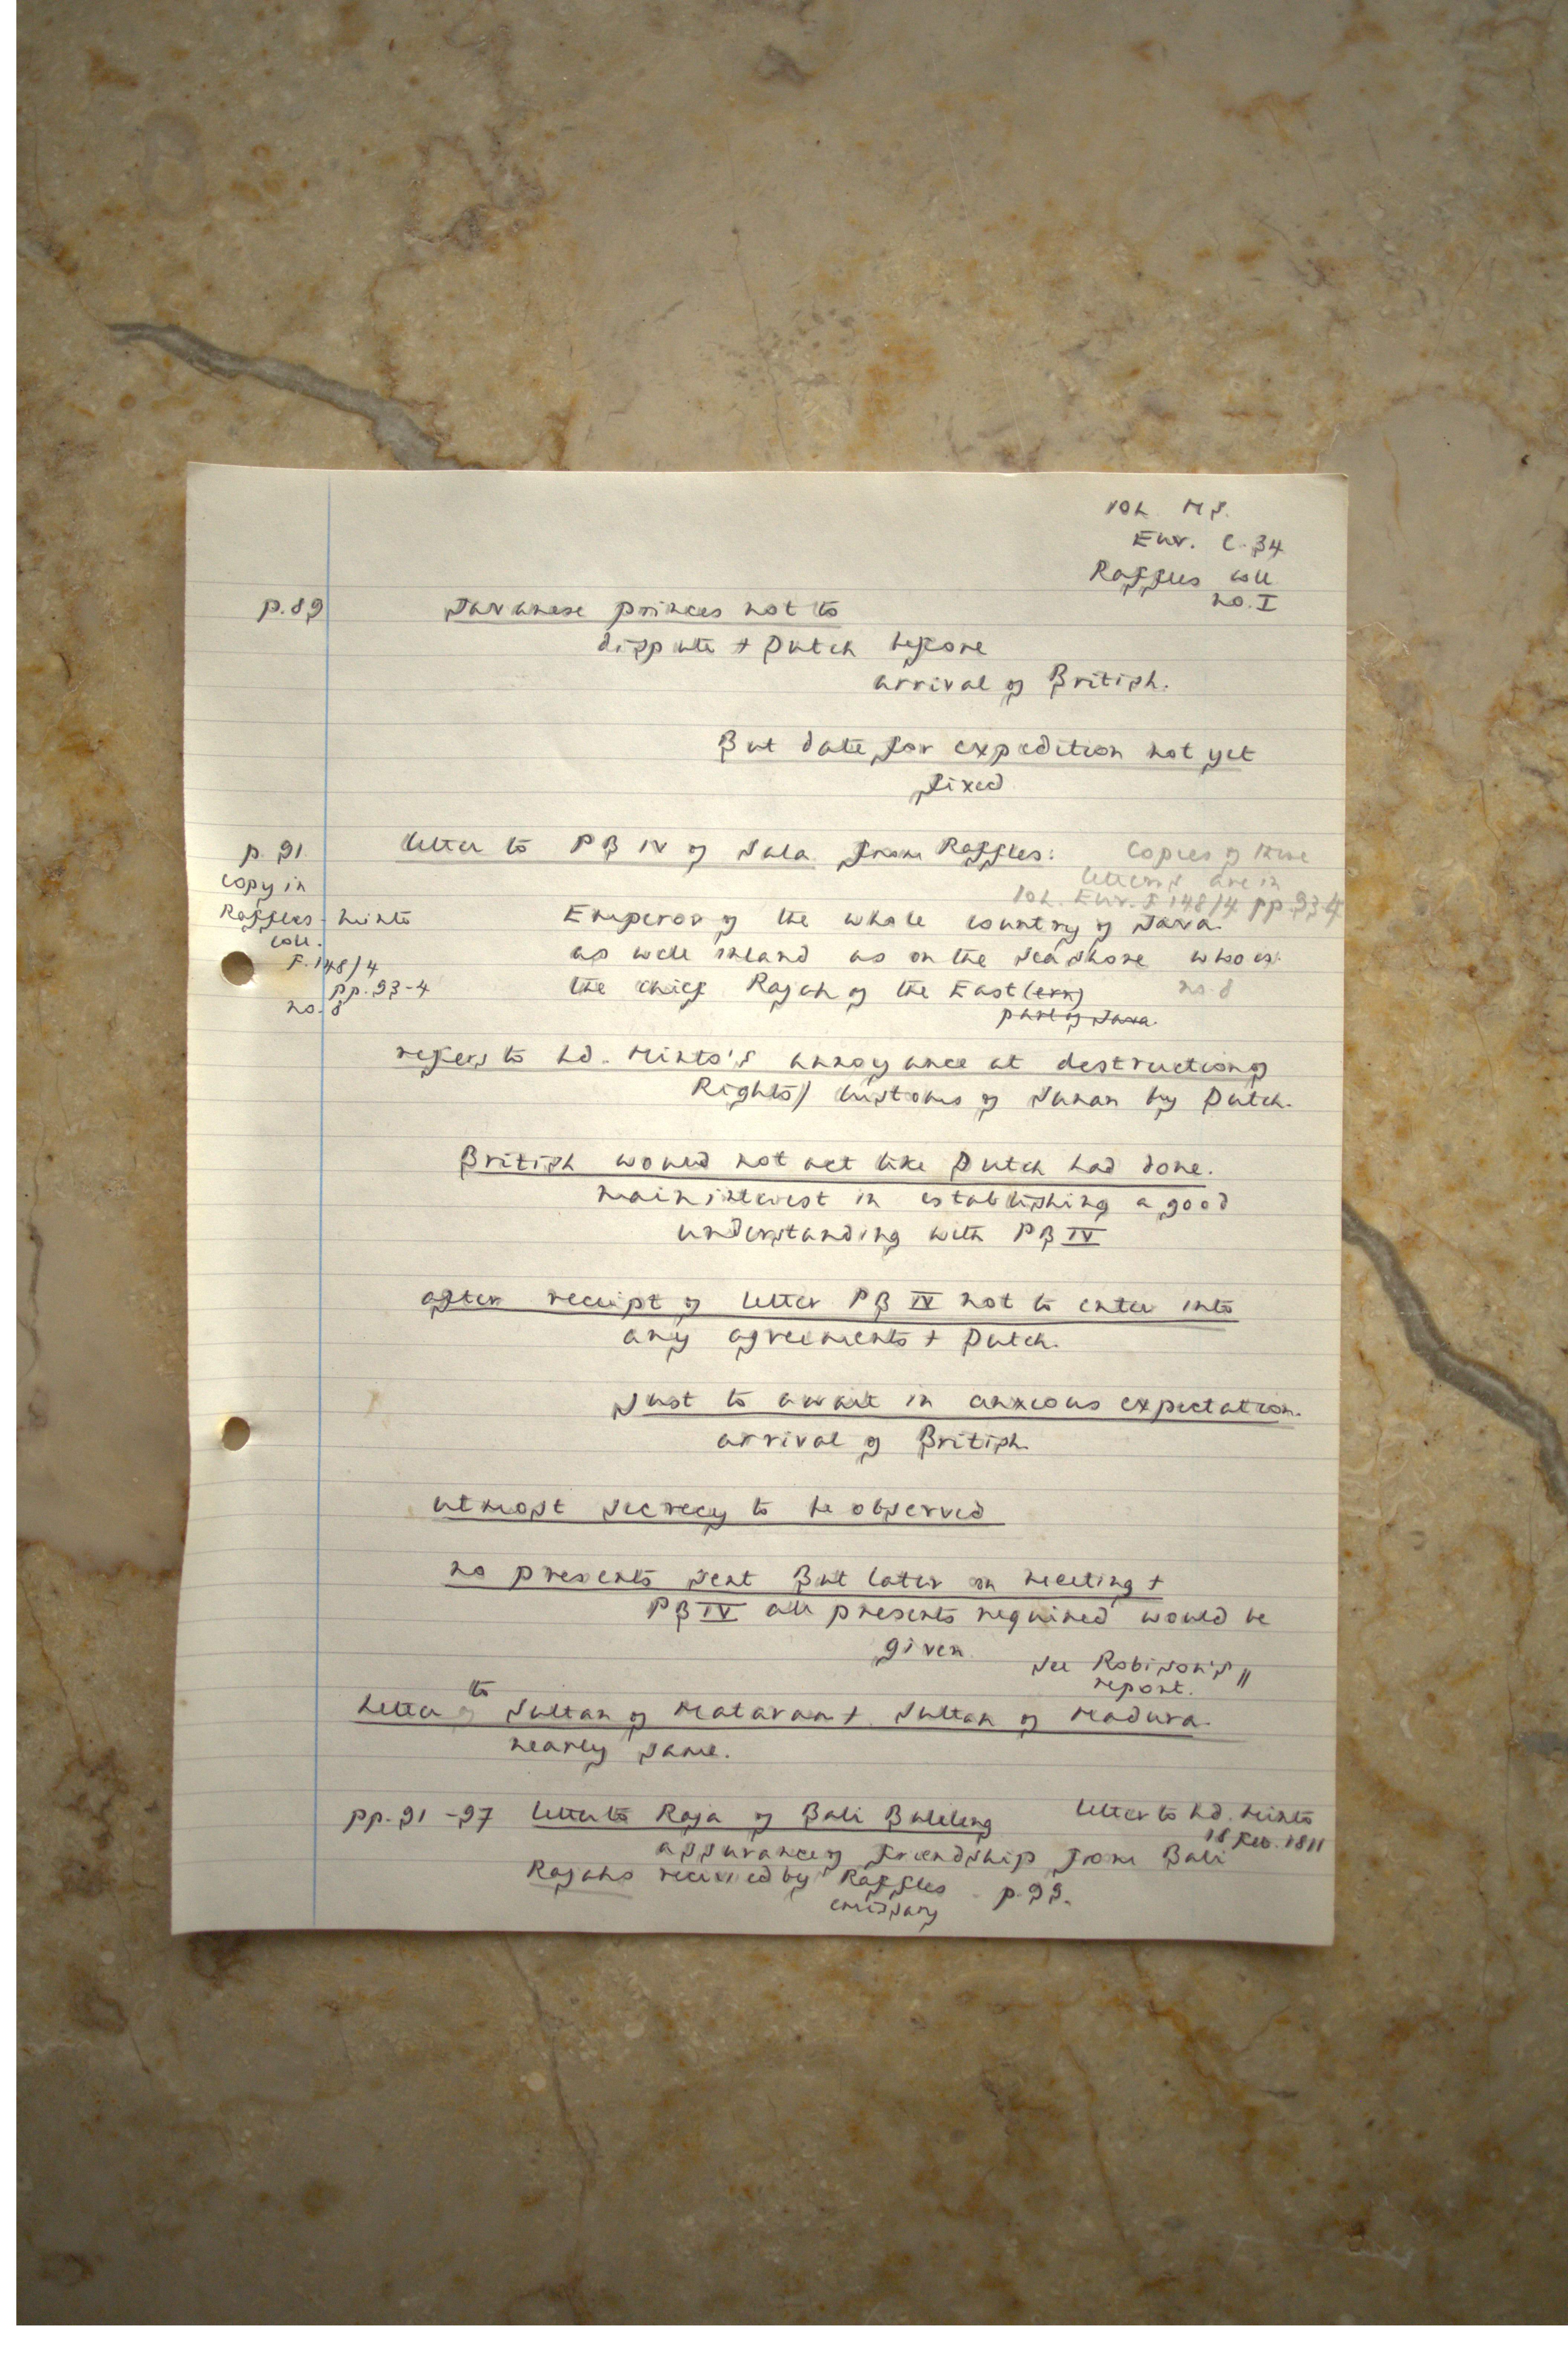 IOL MS.
Eur. C.34
Raffles coll
no. I
p.89 Javanese princes not to
dispute + Dutch before
arrival of British.
But date for expedition not yet
fixed
p. 91 letter to PB IV of Sala from Raffles: Copies of these
copy in letters are in
IOL. Eur. F 148/4 pp. 93-4
Raffles-Minto Emperor of the whole country of Java
coll. as well inland as on the seashore who is
F.148/4
pp. 93-4 the chief Rajah of the East(ern) no. 8
no. 8 part of Java.
refers to Ld. Minto's annoyance at destruction of
Rights/ customs of Sunan by Dutch.
British would not act like Dutch had done.
main interest in establishing a good
understanding with PB IV
after receipt of letter PB IV not to enter into
any agreements + Dutch.
Just to await in anxious expectation
arrival of British
utmost secrecy to be observed
no presents sent But later on meeting +
PB IV all presents required would be
given
see Robison's "
report.
letter to Sultan of Mataram + Sultan of Madura
nearly same.
pp. 91-97 letter to Raja of Bali Buleleng letter to Ld. Minto
18 Feb. 1811
assurance of friendship from Bali
Rajahs received by Raffles p. 99.
emissary